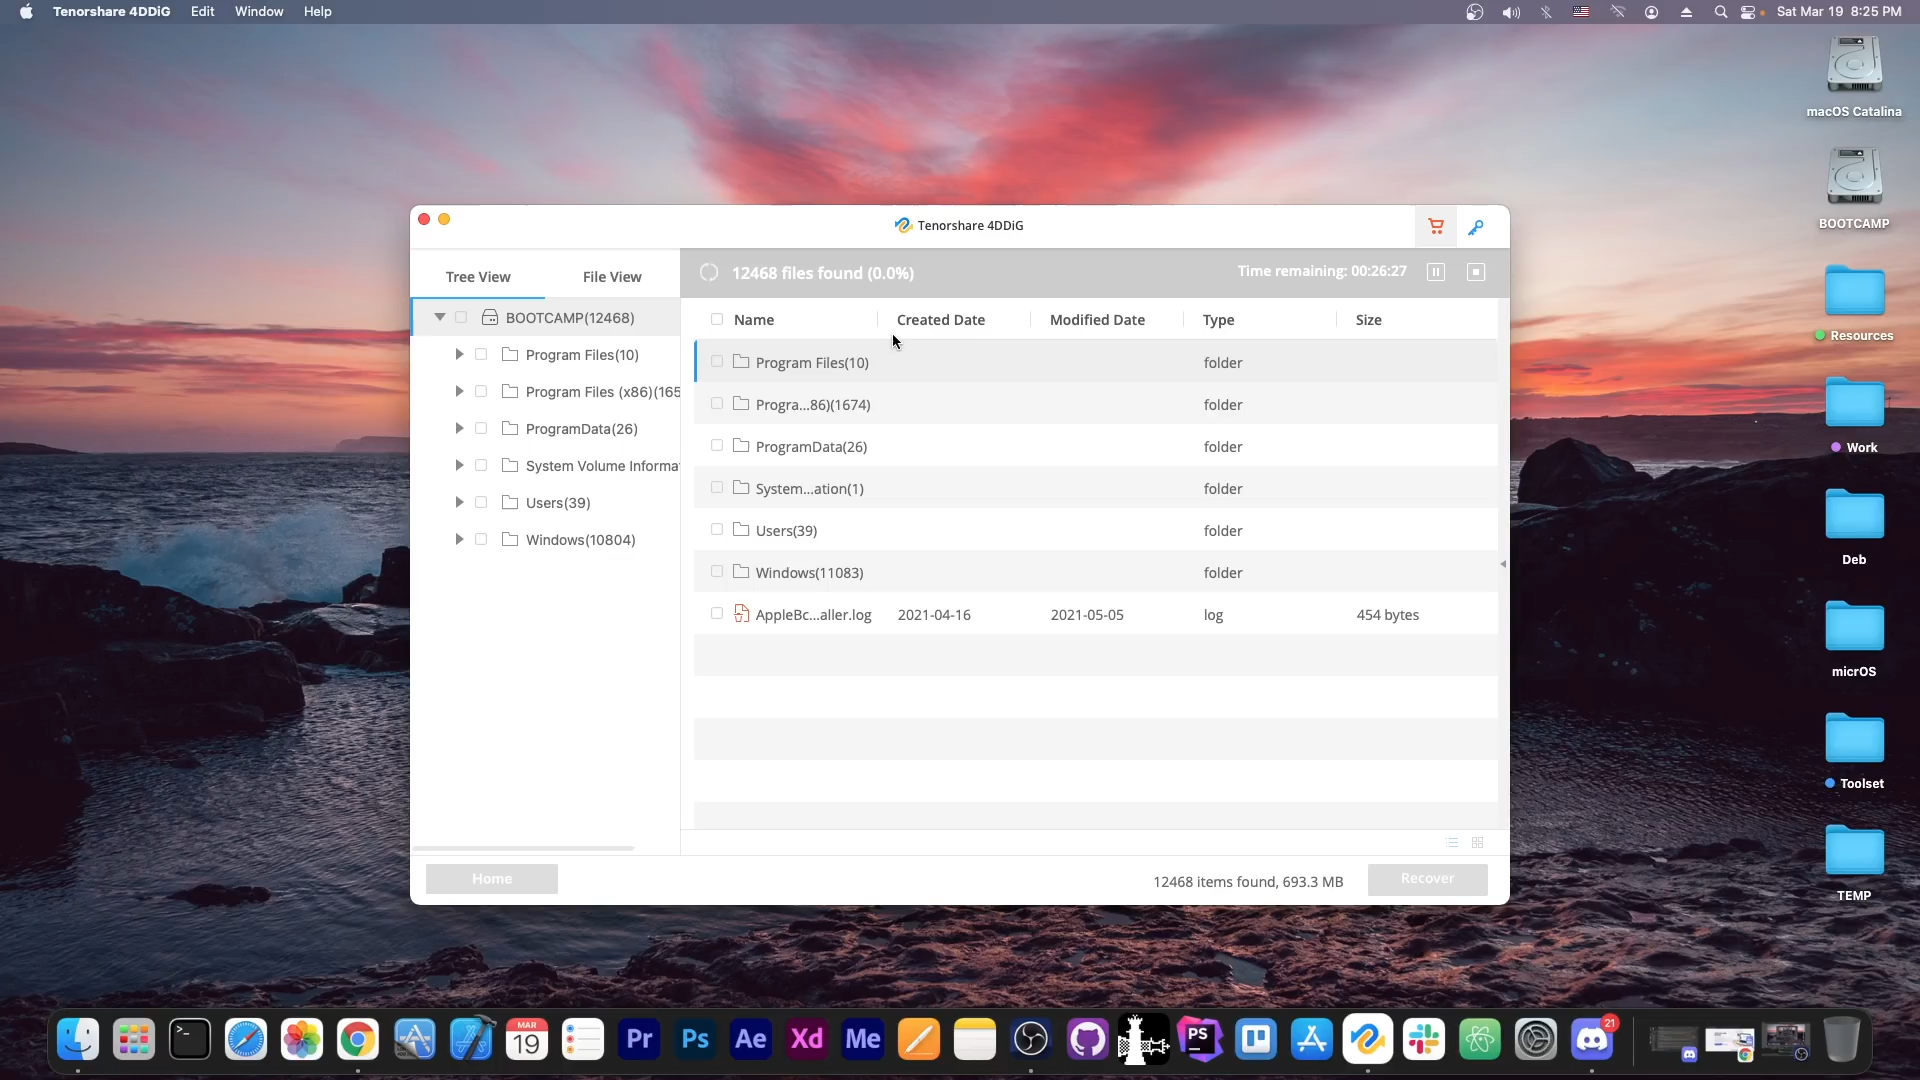 Tenorshare 4DDiG Edit Window Help Sat Mar 19 8:25 PM
macOS Catalina
BOOTCAMP
Resources
Work
Deb
micrOS
Toolset
TEMP
Tenorshare 4DDiG
Tree View File View
12468 files found (0.0%) Time remaining: 00:26:27
BOOTCAMP(12468)
Program Files(10)
Program Files (x86)(165
ProgramData(26)
System Volume Informa
Users(39)
Windows(10804)
Name Created Date Modified Date Type Size
Program Files(10) folder
Progra...86)(1674) folder
ProgramData(26) folder
System...ation(1) folder
Users(39) folder
Windows(11083) folder
AppleBc...aller.log 2021-04-16 2021-05-05 log 454 bytes
Home 12468 items found, 693.3 MB Recover
MAR
19
Pr Ps Ae Xd Me PS 21